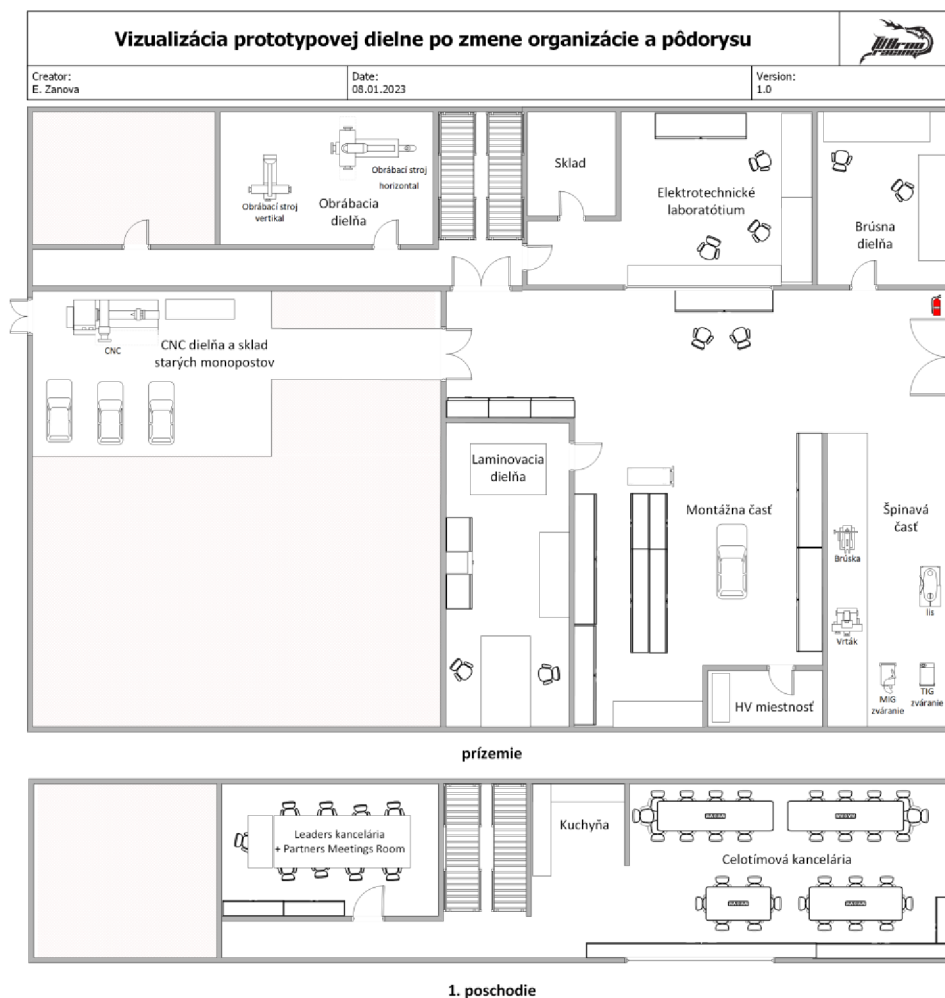 Vizualizácia prototypovej dielne po zmene organizácie a pôdorysu
Creator:
E. Zanova
Date:
08.01.2023
Version:
1.0
Obrábací stroj
vertikal
Obrábací stroj
horizontal
Obrábacia
dielňa
Sklad
Elektrotechnické
laboratótium
Brúsna
dielňa
CNC
CNC dielňa a sklad
starých monopostov
Laminovacia
dielňa
Montážna časť
Špinavá
časť
Brúska
lis
Vrták
MIG
zváranie
TIG
zváranie
HV miestnosť
prízemie
Leaders kancelária
+ Partners Meetings Room
Kuchyňa
Celotímová kancelária
1. poschodie